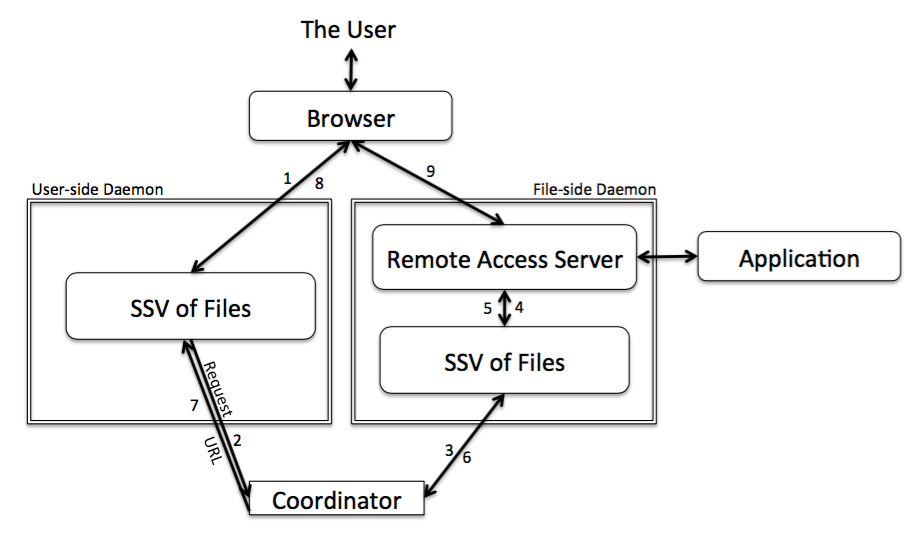 The User
Browser
1
8
9
User-side Daemon
File-side Daemon
Remote Access Server
Application
SSV of Files
5
4
SSV of Files
Request
7
2
URL
3
6
Coordinator